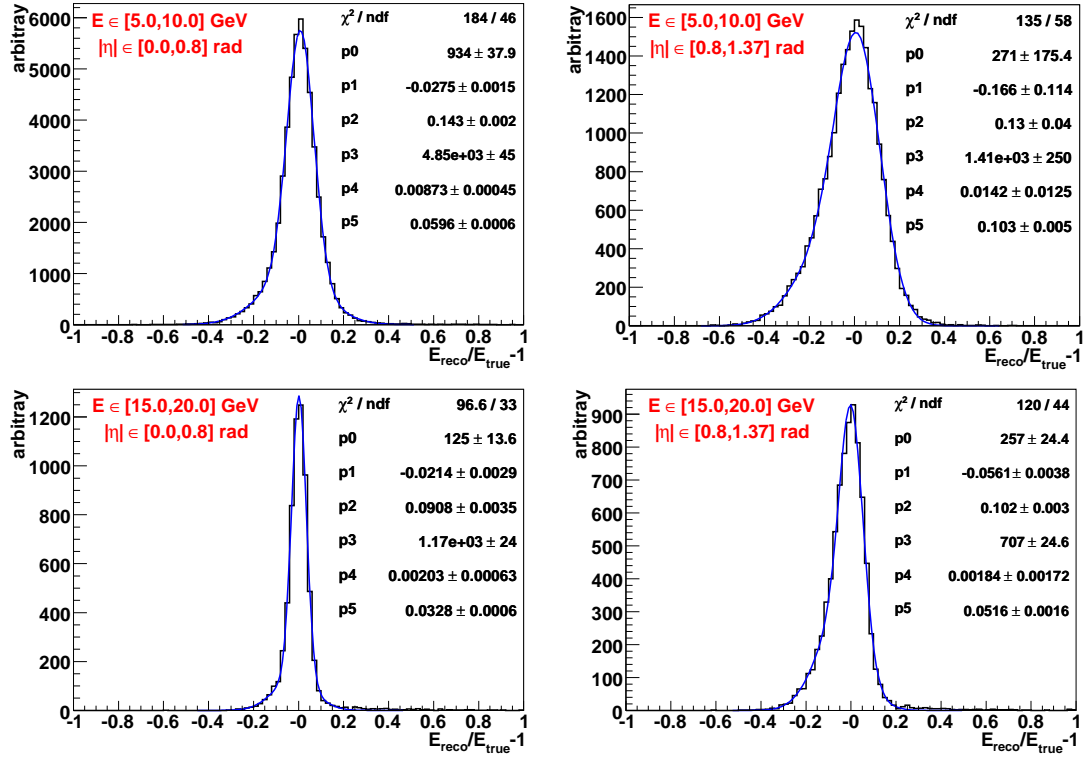 arbitray
E ∈ [5.0,10.0] GeV
|η| ∈ [0.0,0.8] rad
χ² / ndf 184 / 46
p0 934 ± 37.9
p1 -0.0275 ± 0.0015
p2 0.143 ± 0.002
p3 4.85e+03 ± 45
p4 0.00873 ± 0.00045
p5 0.0596 ± 0.0006
6000
5000
4000
3000
2000
1000
0
-1 -0.8 -0.6 -0.4 -0.2 -0 0.2 0.4 0.6 0.8 1
E_reco/E_true-1
arbitray
E ∈ [5.0,10.0] GeV
|η| ∈ [0.8,1.37] rad
χ² / ndf 135 / 58
p0 271 ± 175.4
p1 -0.166 ± 0.114
p2 0.13 ± 0.04
p3 1.41e+03 ± 250
p4 0.0142 ± 0.0125
p5 0.103 ± 0.005
1600
1400
1200
1000
800
600
400
200
0
-1 -0.8 -0.6 -0.4 -0.2 -0 0.2 0.4 0.6 0.8 1
E_reco/E_true-1
arbitray
E ∈ [15.0,20.0] GeV
|η| ∈ [0.0,0.8] rad
χ² / ndf 96.6 / 33
p0 125 ± 13.6
p1 -0.0214 ± 0.0029
p2 0.0908 ± 0.0035
p3 1.17e+03 ± 24
p4 0.00203 ± 0.00063
p5 0.0328 ± 0.0006
1200
1000
800
600
400
200
0
-1 -0.8 -0.6 -0.4 -0.2 -0 0.2 0.4 0.6 0.8 1
E_reco/E_true-1
arbitray
E ∈ [15.0,20.0] GeV
|η| ∈ [0.8,1.37] rad
χ² / ndf 120 / 44
p0 257 ± 24.4
p1 -0.0561 ± 0.0038
p2 0.102 ± 0.003
p3 707 ± 24.6
p4 0.00184 ± 0.00172
p5 0.0516 ± 0.0016
900
800
700
600
500
400
300
200
100
0
-1 -0.8 -0.6 -0.4 -0.2 -0 0.2 0.4 0.6 0.8 1
E_reco/E_true-1